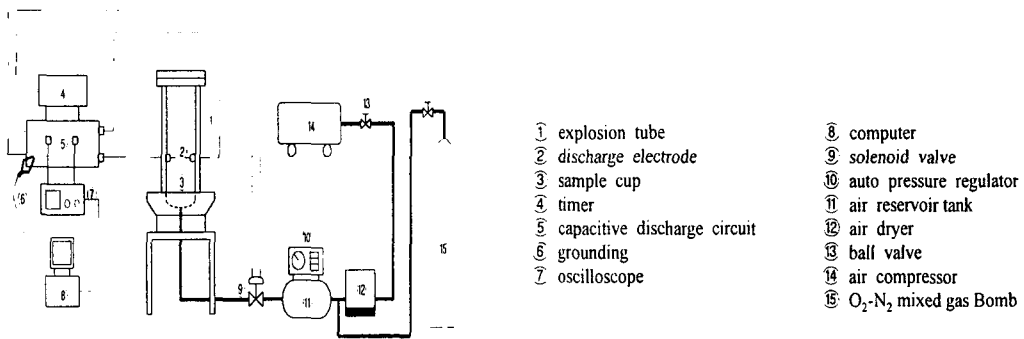 4
5
6
7
8
1
2
3
9
10
11
12
13
14
15
① explosion tube
② discharge electrode
③ sample cup
④ timer
⑤ capacitive discharge circuit
⑥ grounding
⑦ oscilloscope
⑧ computer
⑨ solenoid valve
⑩ auto pressure regulator
⑪ air reservoir tank
⑫ air dryer
⑬ ball valve
⑭ air compressor
⑮ O₂-N₂ mixed gas Bomb